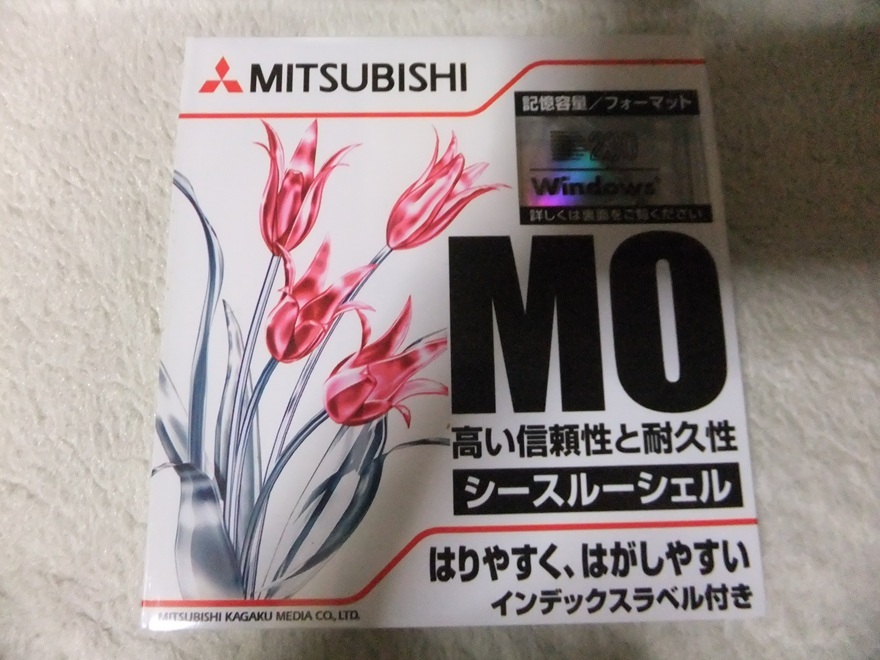 MITSUBISHI
記憶容量／フォーマット
230
Windows®
詳しくは裏面をご覧ください
MO
高い信頼性と耐久性
シースルーシェル
はりやすく、はがしやすい
インデックスラベル付き
MITSUBISHI KAGAKU MEDIA CO., LTD.